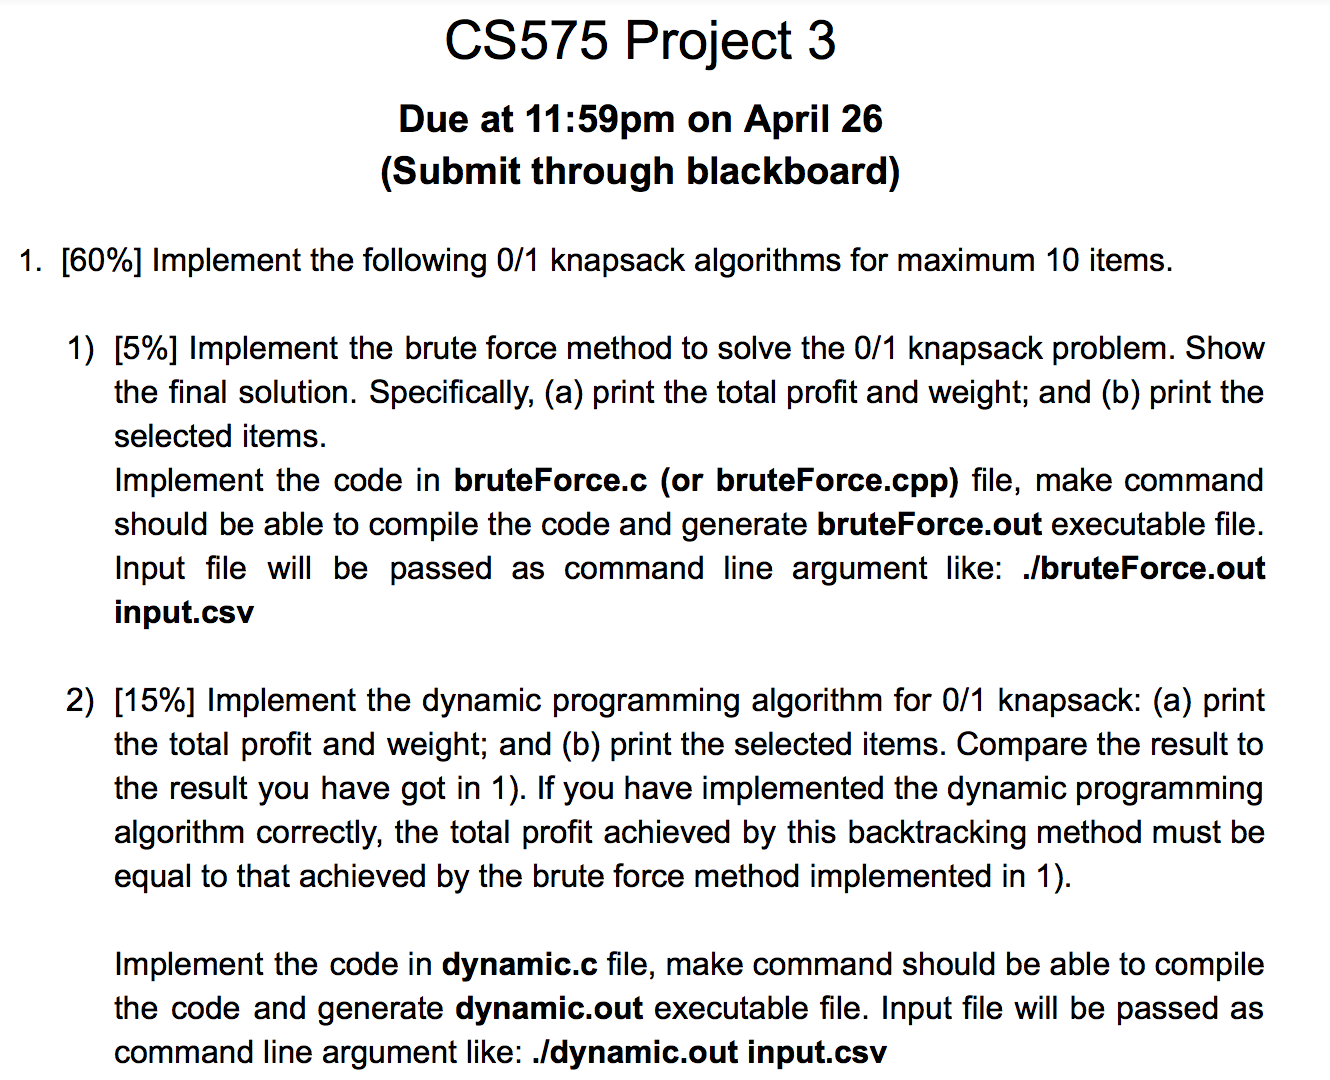 CS575 Project 3
Due at 11:59pm on April 26
(Submit through blackboard)
1. [60%] Implement the following 0/1 knapsack algorithms for maximum 10 items.
1) [5%] Implement the brute force method to solve the 0/1 knapsack problem. Show
the final solution. Specifically, (a) print the total profit and weight; and (b) print the
selected items.
Implement the code in bruteForce.c (or bruteForce.cpp) file, make command
should be able to compile the code and generate bruteForce.out executable file.
Input file will be passed as command line argument like: ./bruteForce.out
input.csv
2) [15%] Implement the dynamic programming algorithm for 0/1 knapsack: (a) print
the total profit and weight; and (b) print the selected items. Compare the result to
the result you have got in 1). If you have implemented the dynamic programming
algorithm correctly, the total profit achieved by this backtracking method must be
equal to that achieved by the brute force method implemented in 1).
Implement the code in dynamic.c file, make command should be able to compile
the code and generate dynamic.out executable file. Input file will be passed as
command line argument like: ./dynamic.out input.csv